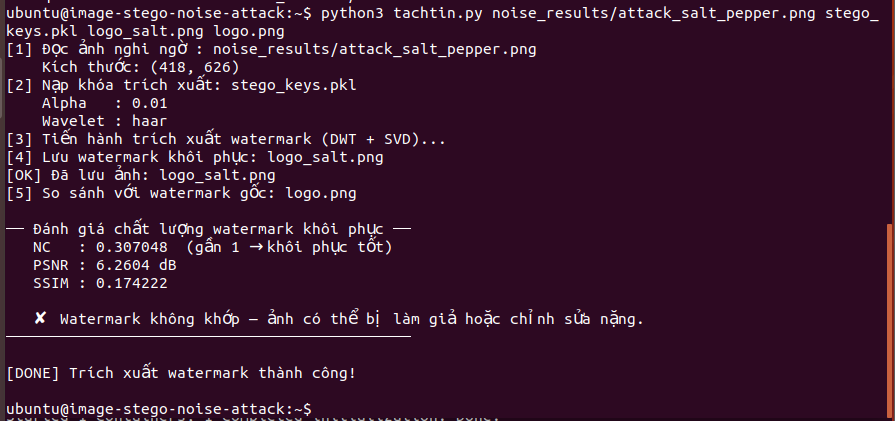 ubuntu@image-stego-noise-attack:~$ python3 tachtin.py noise_results/attack_salt_pepper.png stego_
keys.pkl logo_salt.png logo.png
[1] Đọc ảnh nghi ngờ : noise_results/attack_salt_pepper.png
Kích thước: (418, 626)
[2] Nạp khóa trích xuất: stego_keys.pkl
Alpha : 0.01
Wavelet : haar
[3] Tiến hành trích xuất watermark (DWT + SVD)...
[4] Lưu watermark khôi phục: logo_salt.png
[OK] Đã lưu ảnh: logo_salt.png
[5] So sánh với watermark gốc: logo.png
── Đánh giá chất lượng watermark khôi phục ──
NC : 0.307048 (gần 1 → khôi phục tốt)
PSNR : 6.2604 dB
SSIM : 0.174222
✘ Watermark không khớp — ảnh có thể bị làm giả hoặc chỉnh sửa nặng.
[DONE] Trích xuất watermark thành công!
ubuntu@image-stego-noise-attack:~$